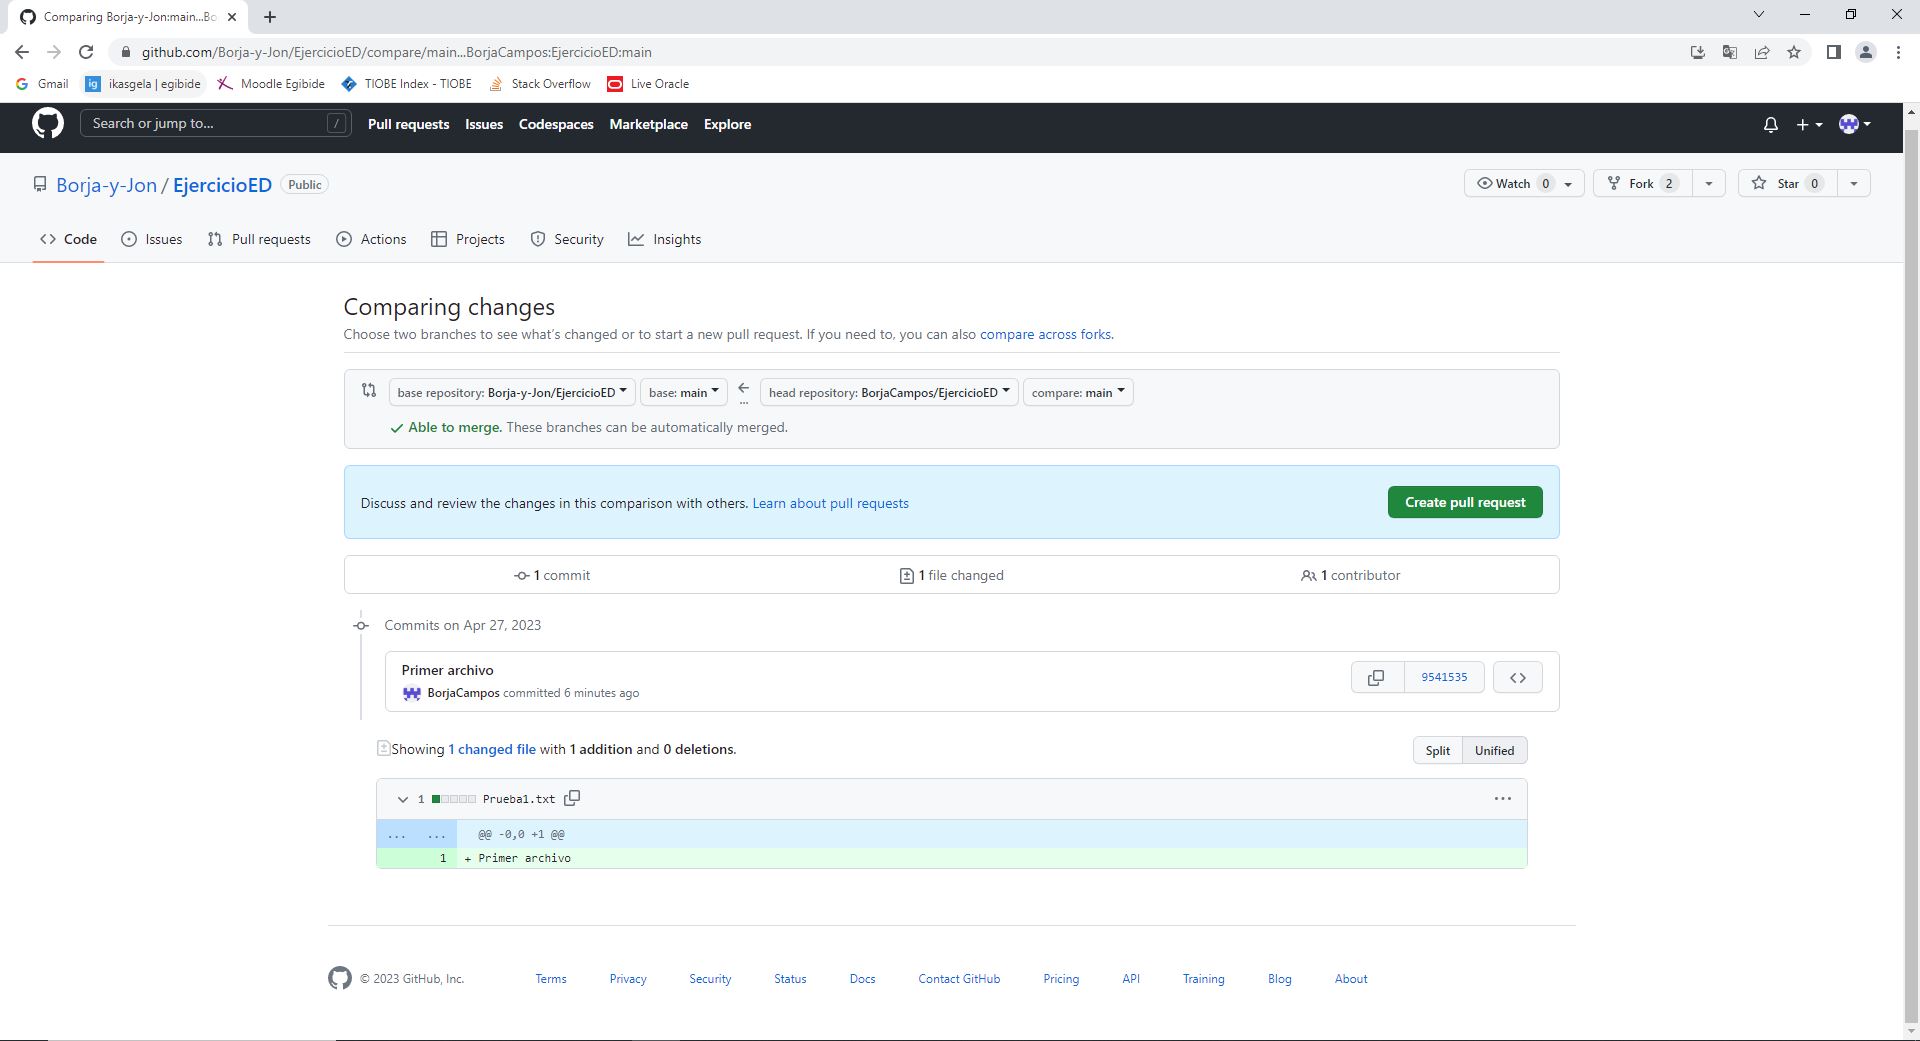 Comparing Borja-y-Jon:main...Bo
github.com/Borja-y-Jon/EjercicioED/compare/main...BorjaCampos:EjercicioED:main
Gmail ikasgela | egibide Moodle Egibide TIOBE Index - TIOBE Stack Overflow Live Oracle
Search or jump to... / Pull requests Issues Codespaces Marketplace Explore
Borja-y-Jon / EjercicioED Public Watch 0 Fork 2 Star 0
Code Issues Pull requests Actions Projects Security Insights
Comparing changes
Choose two branches to see what's changed or to start a new pull request. If you need to, you can also compare across forks.
base repository: Borja-y-Jon/EjercicioED base: main ... head repository: BorjaCampos/EjercicioED compare: main
Able to merge. These branches can be automatically merged.
Discuss and review the changes in this comparison with others. Learn about pull requests Create pull request
1 commit 1 file changed 1 contributor
Commits on Apr 27, 2023
Primer archivo
BorjaCampos committed 6 minutes ago 9541535 <>
Showing 1 changed file with 1 addition and 0 deletions. Split Unified
1 Prueba1.txt ...
... ... @@ -0,0 +1 @@
1 + Primer archivo
© 2023 GitHub, Inc. Terms Privacy Security Status Docs Contact GitHub Pricing API Training Blog About